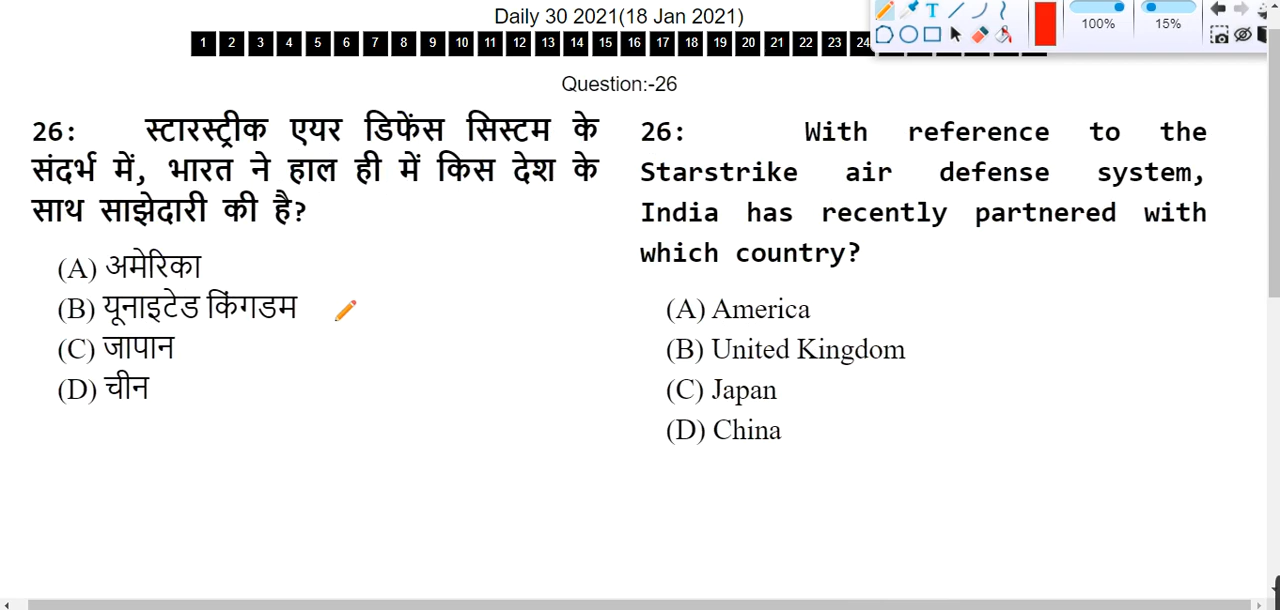 Daily 30 2021(18 Jan 2021)
1 2 3 4 5 6 7 8 9 10 11 12 13 14 15 16 17 18 19 20 21 22 23 24
T
100%
15%
Question:-26
26: स्टारस्ट्रीक एयर डिफेंस सिस्टम के
संदर्भ में, भारत ने हाल ही में किस देश के
साथ साझेदारी की है?
(A) अमेरिका
(B) यूनाइटेड किंगडम
(C) जापान
(D) चीन
26: With reference to the
Starstrike air defense system,
India has recently partnered with
which country?
(A) America
(B) United Kingdom
(C) Japan
(D) China